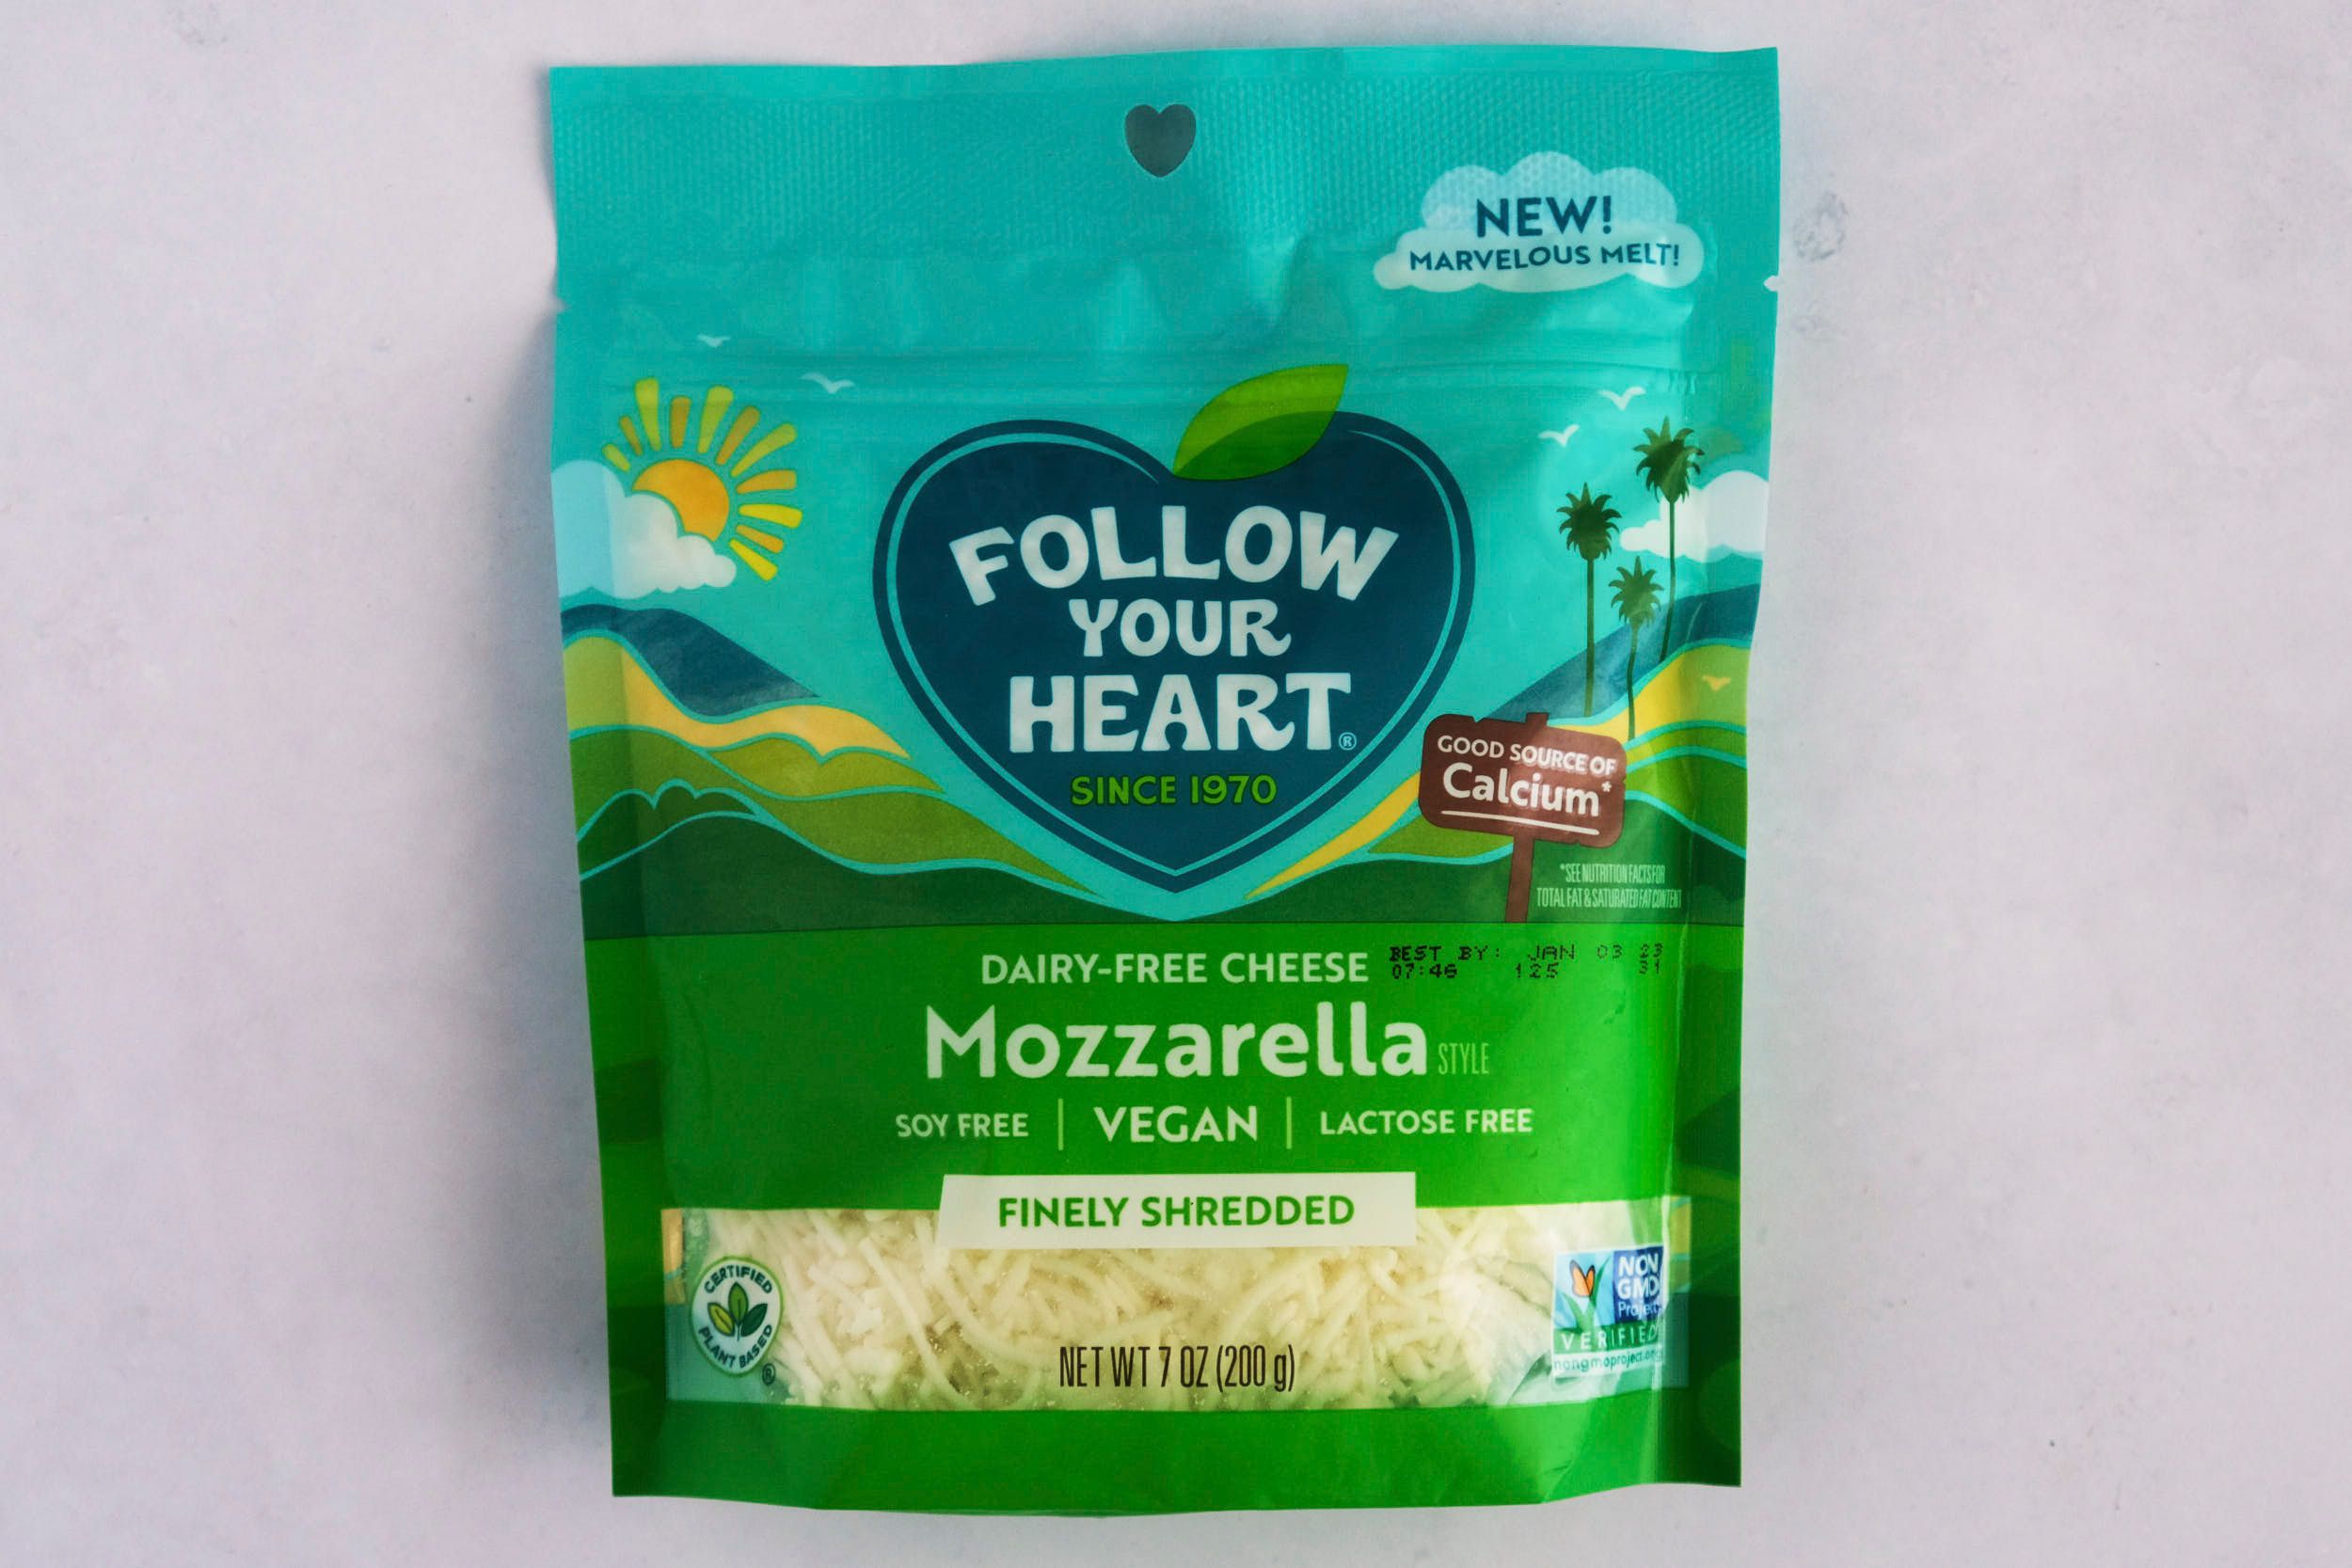 NEW!
MARVELOUS MELT!
FOLLOW
YOUR
HEART®
SINCE 1970
GOOD SOURCE OF
Calcium*
*SEE NUTRITION FACTS FOR
TOTAL FAT & SATURATED FAT CONTENT
DAIRY-FREE CHEESE
BEST BY: JAN 03 23
07:46 125 31
Mozzarella STYLE
SOY FREE | VEGAN | LACTOSE FREE
FINELY SHREDDED
CERTIFIED
PLANT BASED
®
NON
GMO
Project
VERIFIED
nongmoproject.org
NET WT 7 OZ (200 g)